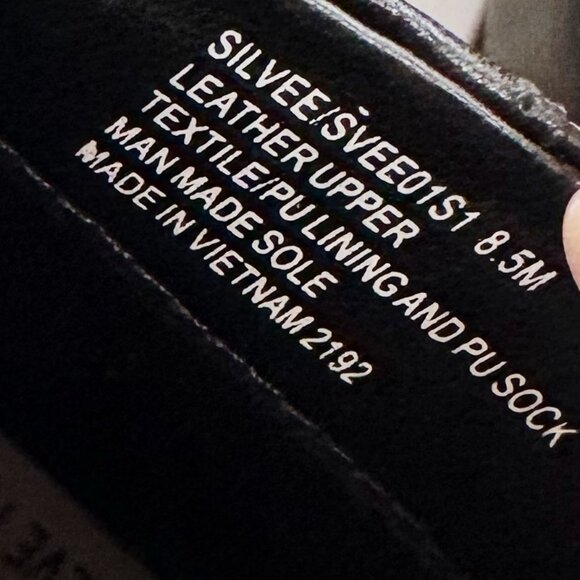 SILVEE/SVEE01S1 8.5M
LEATHER UPPER
TEXTILE/PU LINING AND PU SOCK
MAN MADE SOLE
MADE IN VIETNAM 2192